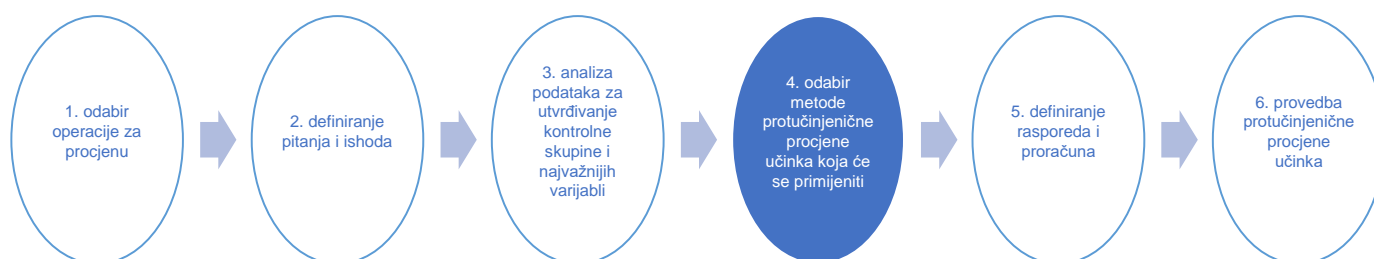 1. odabir
operacije za
procjenu
2. definiranje
pitanja i ishoda
3. analiza
podataka za
utvrđivanje
kontrolne
skupine i
najvažnijih
varijabli
4. odabir
metode
protučinjenične
procjene
učinka koja će
se primijeniti
5. definiranje
rasporeda i
proračuna
6. provedba
protučinjenične
procjene
učinka